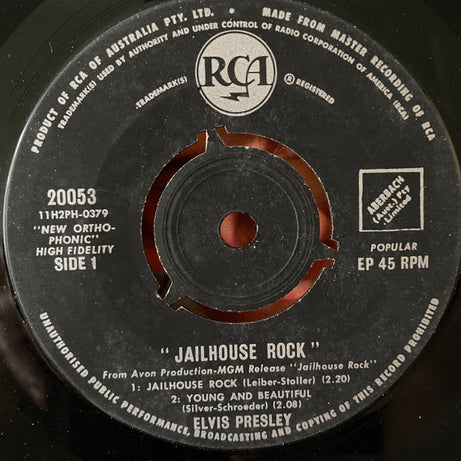 PRODUCT OF RCA OF AUSTRALIA PTY. LTD. • MADE FROM MASTER RECORDING OF RCA
TRADEMARK(S) USED BY AUTHORITY AND UNDER CONTROL OF RADIO CORPORATION OF AMERICA (RCA)
RCA
TRADEMARK(S) ® REGISTERED
20053
11H2PH-0379
"NEW ORTHO-
PHONIC"
HIGH FIDELITY
SIDE 1
ABERBACH
(Aust.) Pty
Limited
POPULAR
EP 45 RPM
"JAILHOUSE ROCK"
From Avon Production-MGM Release "Jailhouse Rock"
1: JAILHOUSE ROCK (Leiber-Stoller) (2.20)
2: YOUNG AND BEAUTIFUL
(Silver-Schroeder) (2.08)
ELVIS PRESLEY
UNAUTHORISED PUBLIC PERFORMANCE, BROADCASTING AND COPYING OF THIS RECORD PROHIBITED